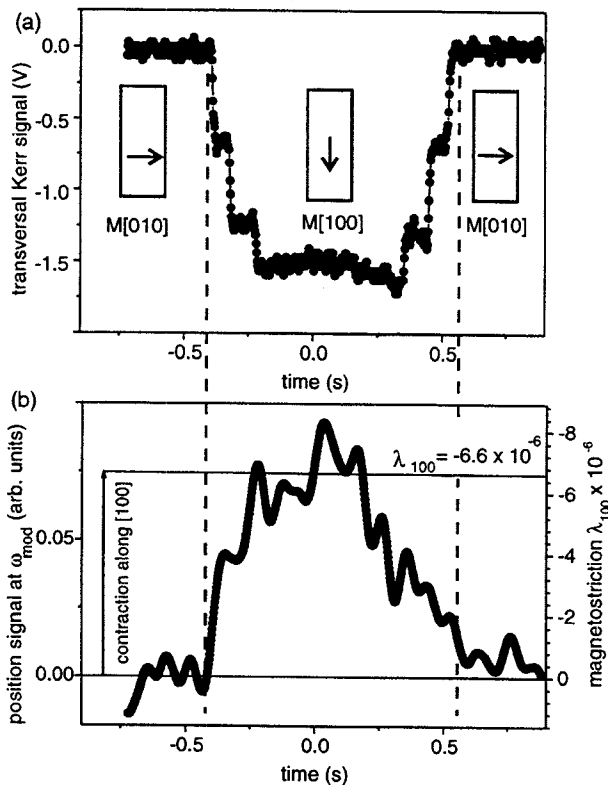 (a)
0.0
-0.5
-1.0
-1.5
transversal Kerr signal (V)
M[010]
M[100]
M[010]
-0.5
0.0
0.5
time (s)
(b)
0.05
0.00
position signal at ω_mod (arb. units)
contraction along [100]
λ₁₀₀ = -6.6 x 10⁻⁶
-8
-6
-4
-2
0
magnetostriction λ₁₀₀ x 10⁻⁶
-0.5
0.0
0.5
time (s)